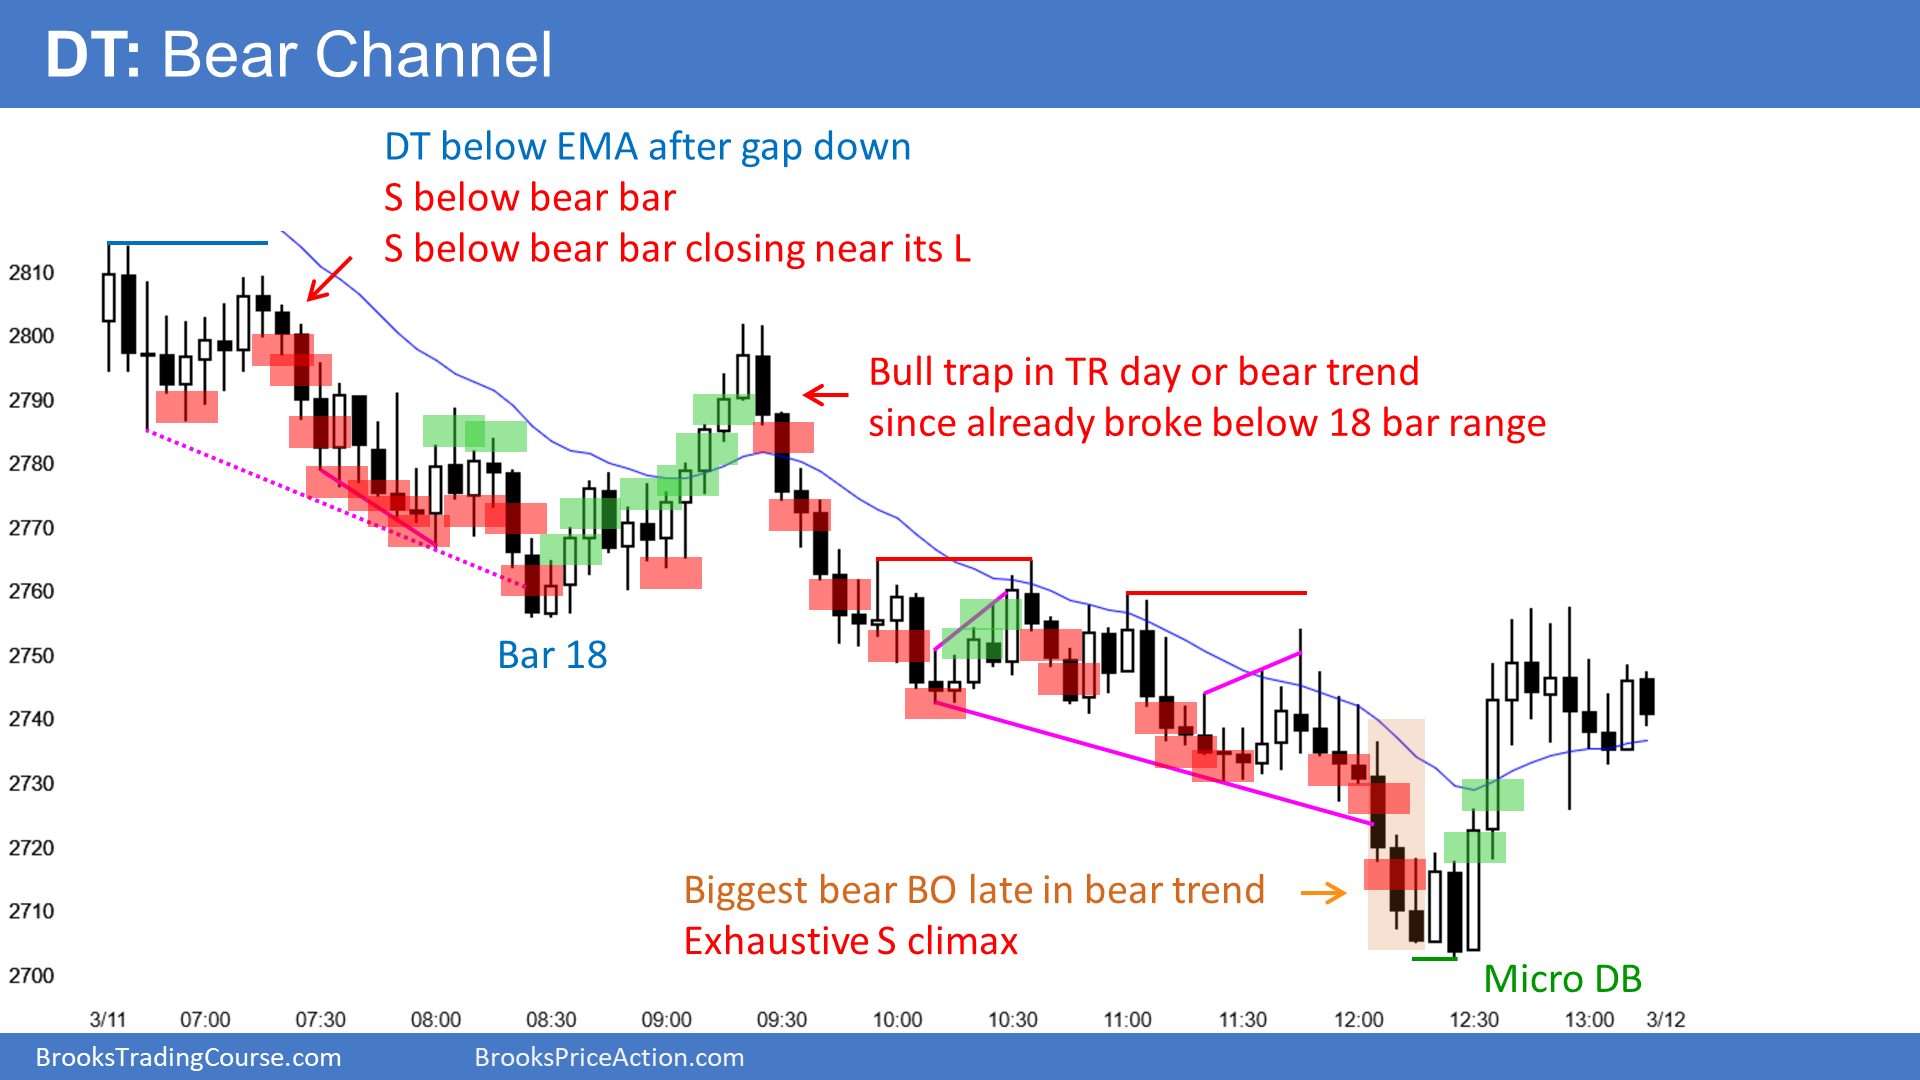 DT: Bear Channel
DT below EMA after gap down
S below bear bar
S below bear bar closing near its L
2810
2800
2790
2780
2770
2760
2750
2740
2730
2720
2710
2700
Bull trap in TR day or bear trend
since already broke below 18 bar range
Bar 18
Biggest bear BO late in bear trend
Exhaustive S climax
Micro DB
3/11 07:00 07:30 08:00 08:30 09:00 09:30 10:00 10:30 11:00 11:30 12:00 12:30 13:00 3/12
BrooksTradingCourse.com BrooksPriceAction.com